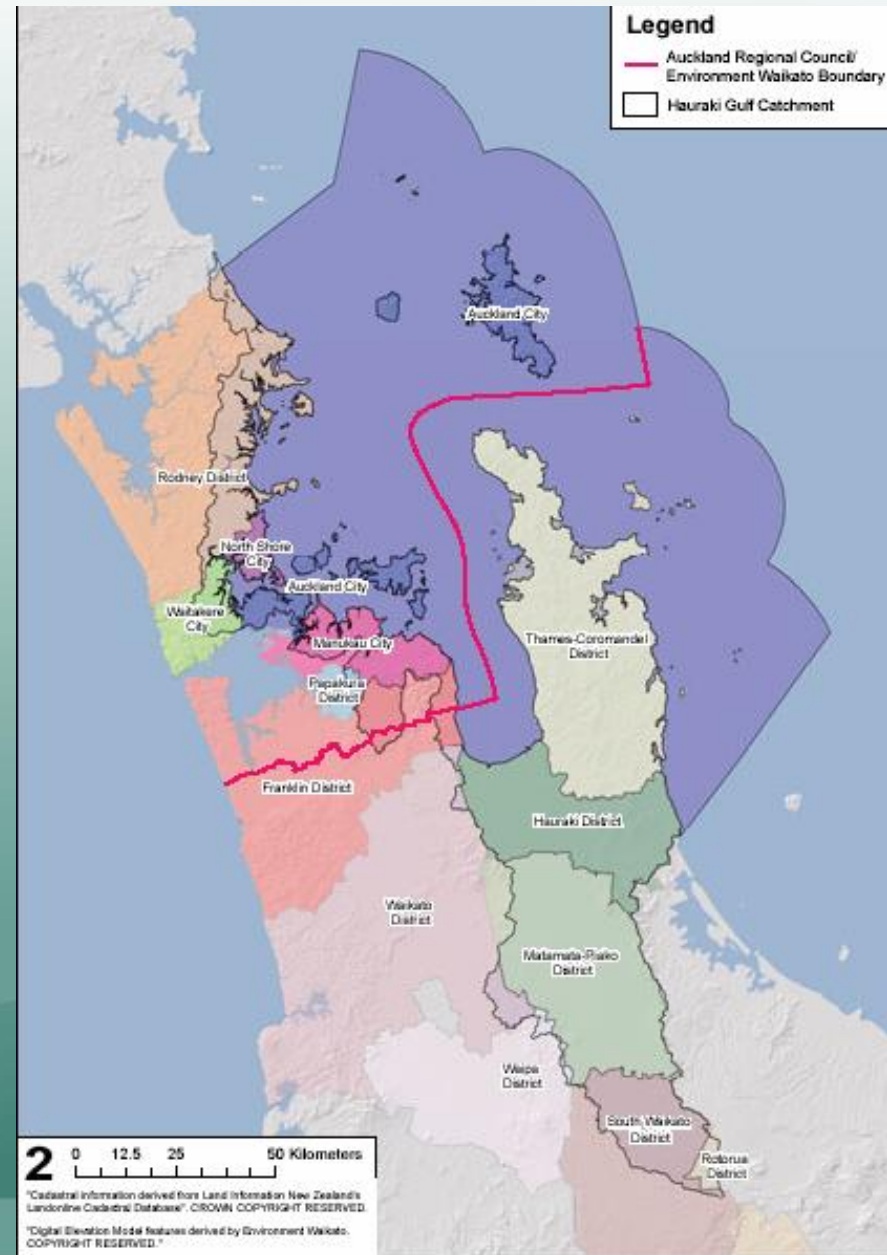 Legend
Auckland Regional Council/
Environment Waikato Boundary
Hauraki Gulf Catchment
Auckland City
Rodney District
North Shore
City
Auckland City
Waitakere
City
Manukau City
Thames-Coromandel
District
Papakura
District
Franklin District
Hauraki District
Waikato
District
Matamata-Piako
District
Waipa
District
South Waikato
District
Rotorua
District
2
0 12.5 25 50 Kilometers
"Cadastral information derived from Land Information New Zealand's
Landonline Cadastral Database". CROWN COPYRIGHT RESERVED.
"Digital Elevation Model features derived by Environment Waikato.
COPYRIGHT RESERVED."